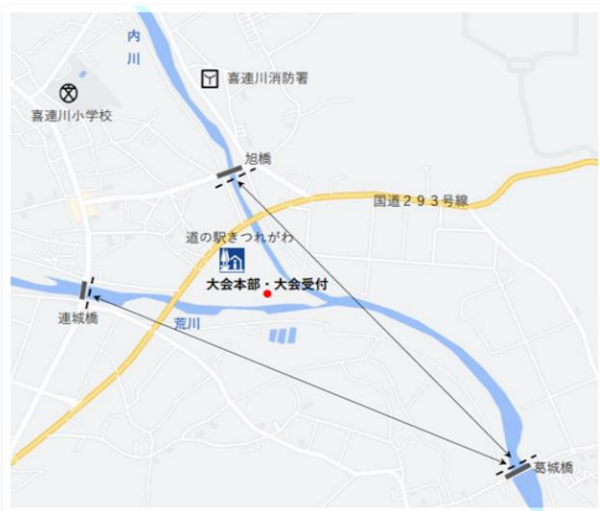 内
川
喜連川消防署
喜連川小学校
旭橋
国道293号線
道の駅きつれがわ
大会本部・大会受付
連城橋
荒川
葛城橋